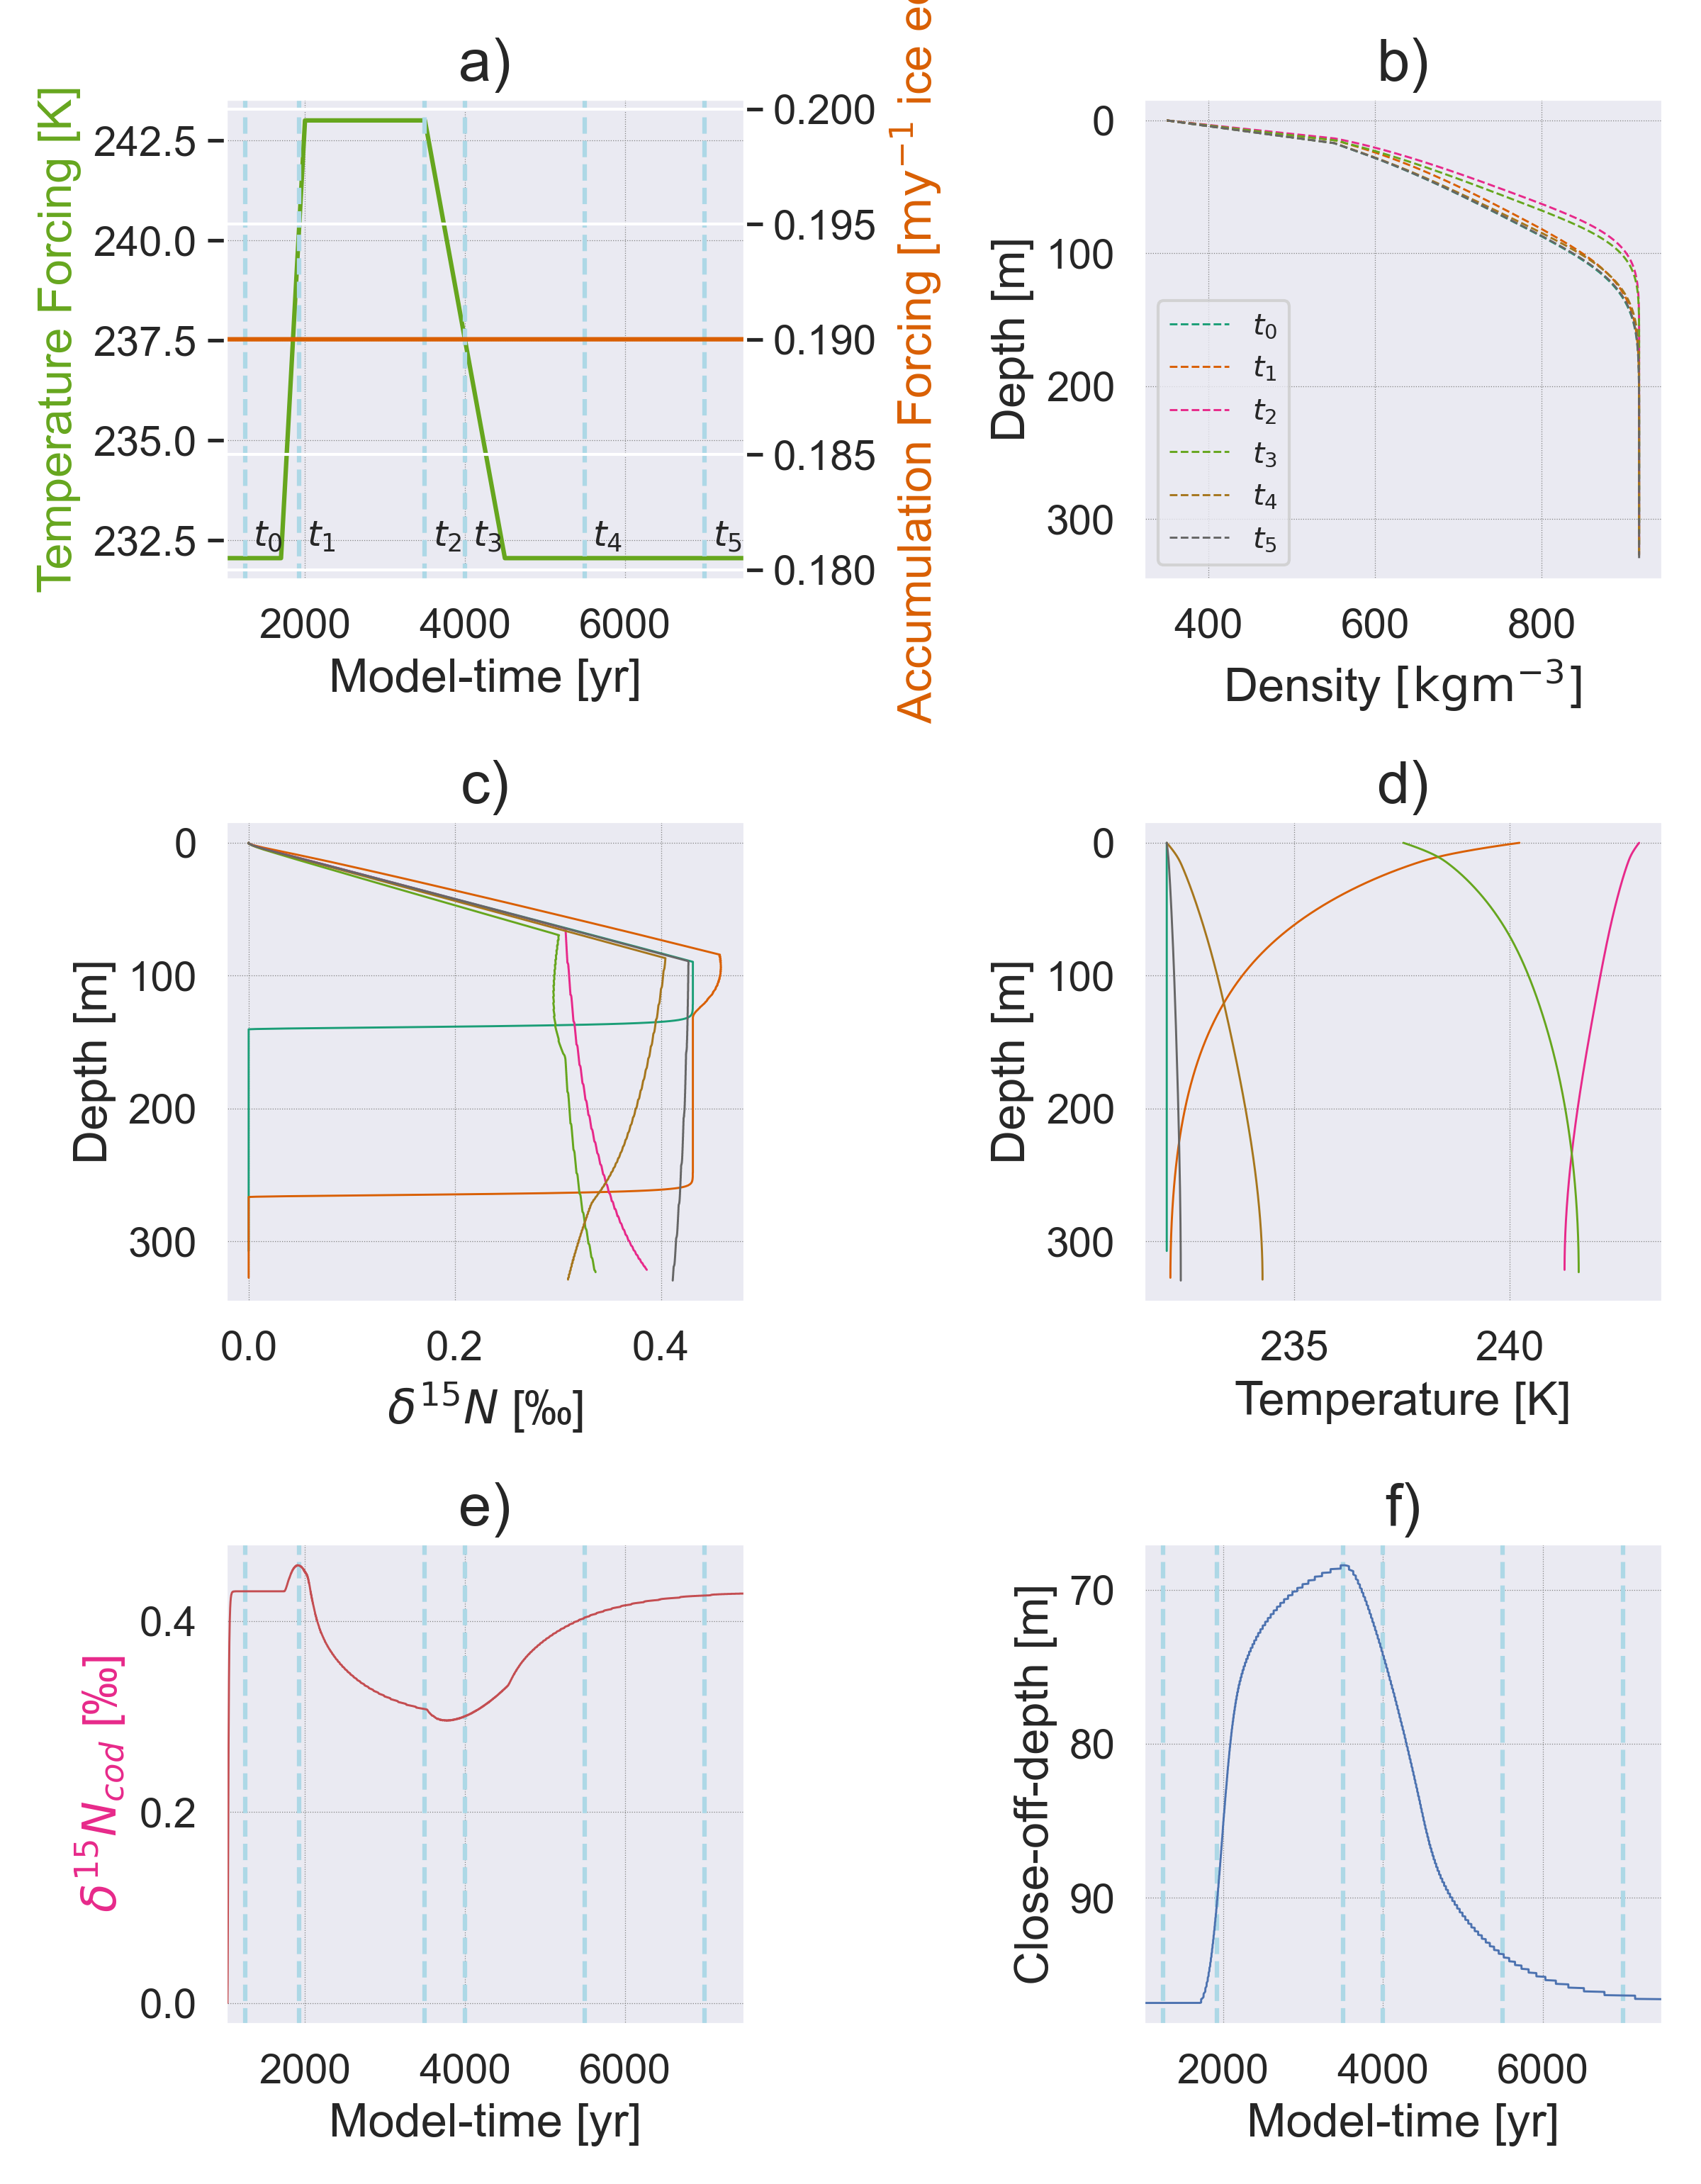 a)
Temperature Forcing [K]
242.5
240.0
237.5
235.0
232.5
0.200
0.195
0.190
0.185
0.180
Accumulation Forcing [my⁻¹ ice
t₀
t₁
t₂
t₃
t₄
t₅
2000
4000
6000
Model-time [yr]
b)
Depth [m]
0
100
200
300
t₀
t₁
t₂
t₃
t₄
t₅
400
600
800
Density [kgm⁻³]
c)
Depth [m]
0
100
200
300
0.0
0.2
0.4
δ¹⁵N [‰]
d)
Depth [m]
0
100
200
300
235
240
Temperature [K]
e)
δ¹⁵N_cod [‰]
0.4
0.2
0.0
2000
4000
6000
Model-time [yr]
f)
Close-off-depth [m]
70
80
90
2000
4000
6000
Model-time [yr]